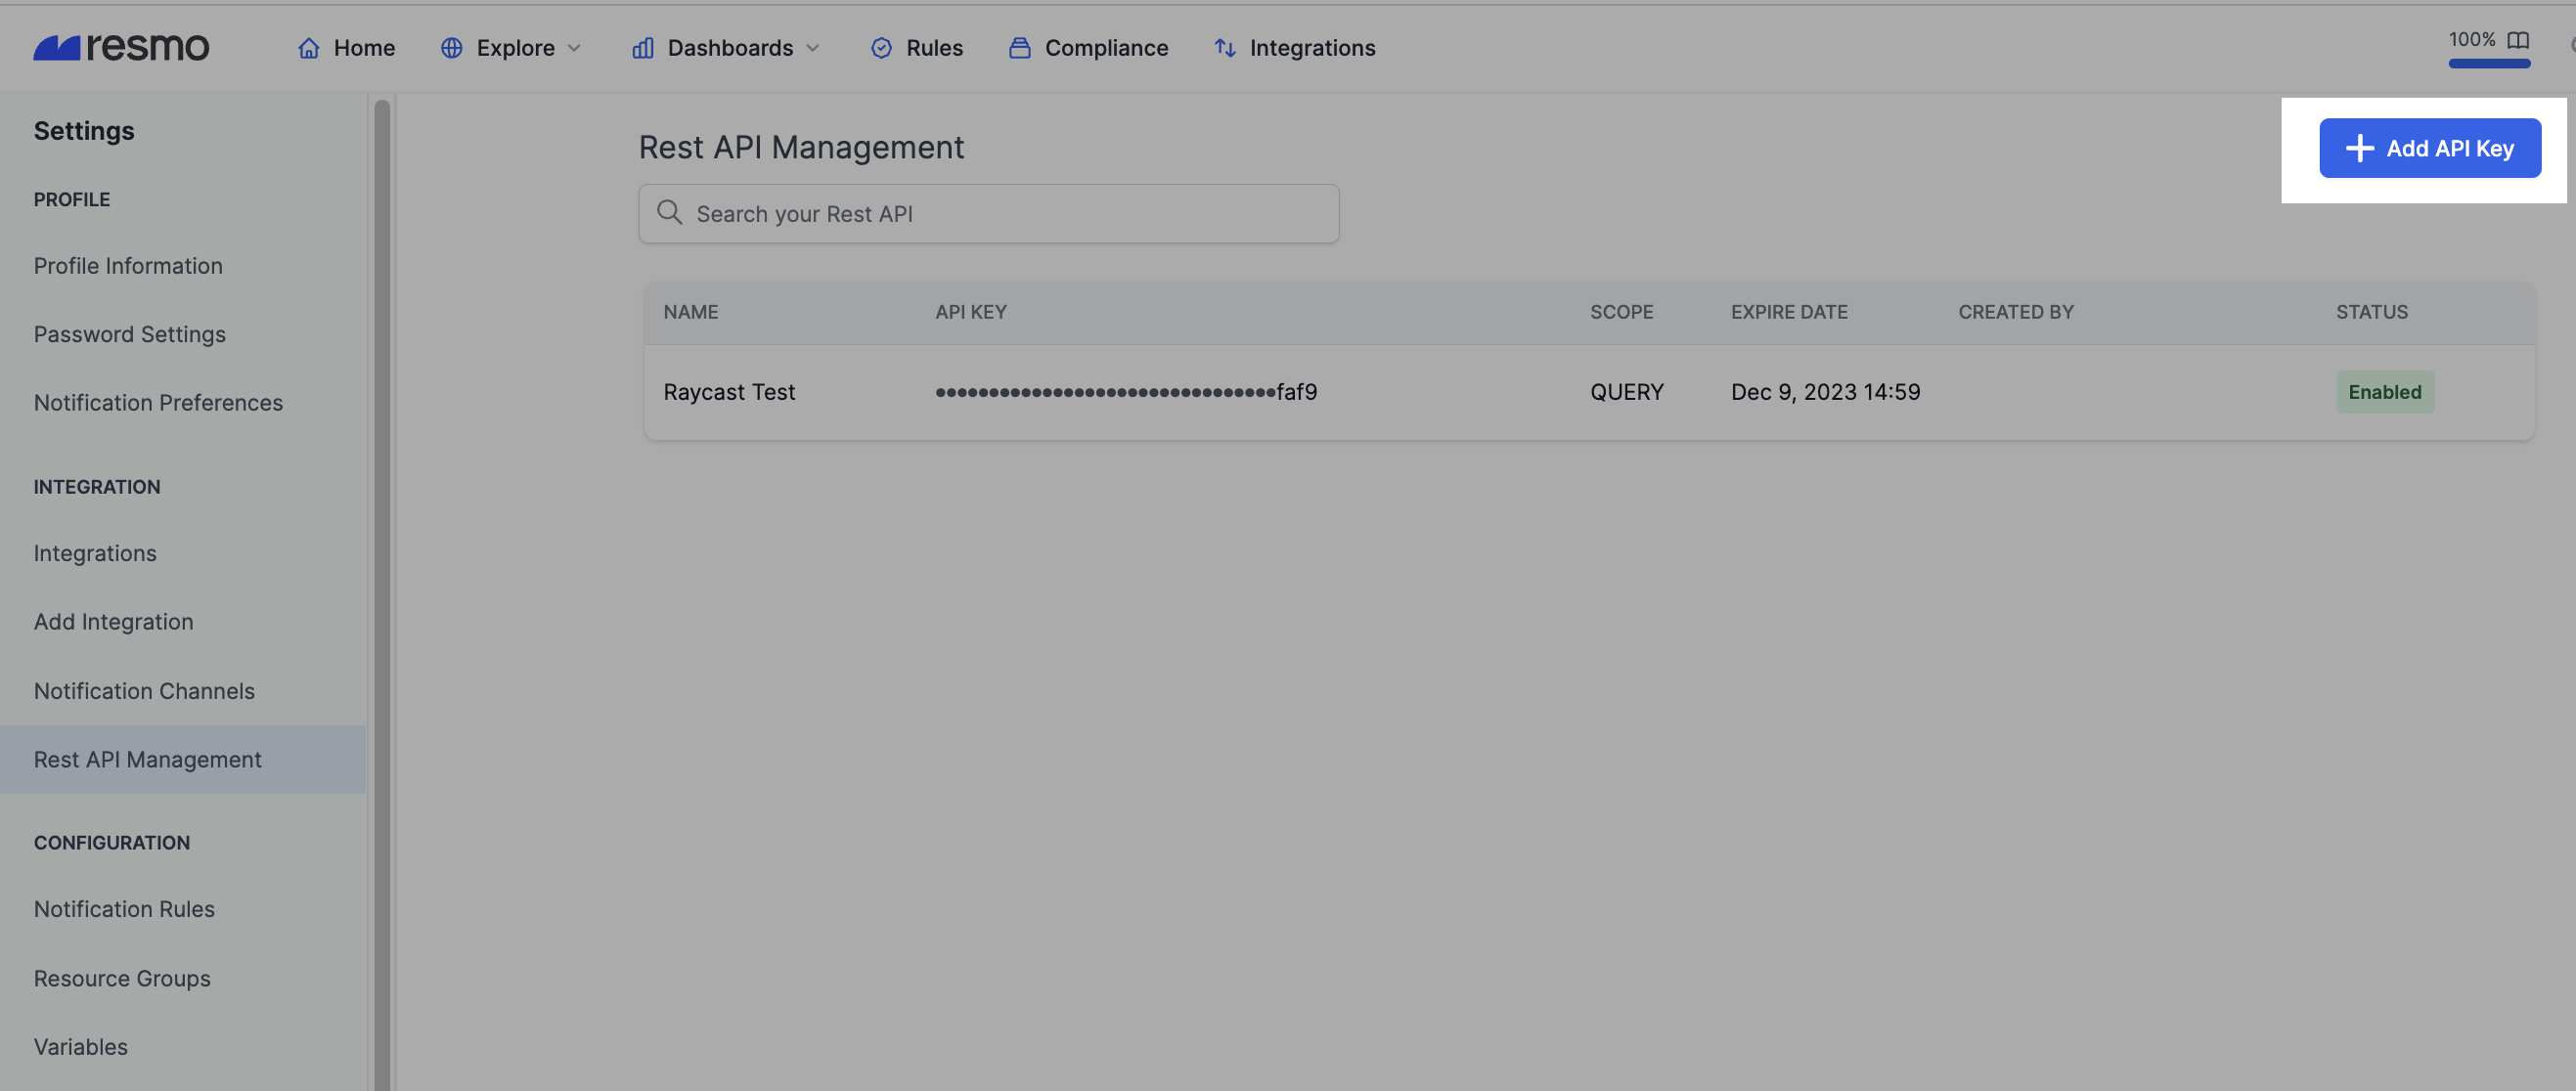 resmo
Home
Explore
Dashboards
Rules
Compliance
Integrations
100%
Settings
PROFILE
Profile Information
Password Settings
Notification Preferences
INTEGRATION
Integrations
Add Integration
Notification Channels
Rest API Management
CONFIGURATION
Notification Rules
Resource Groups
Variables
Rest API Management
Add API Key
Search your Rest API
NAME API KEY SCOPE EXPIRE DATE CREATED BY STATUS
Raycast Test ••••••••••••••••••••••••••••••••faf9 QUERY Dec 9, 2023 14:59 Enabled